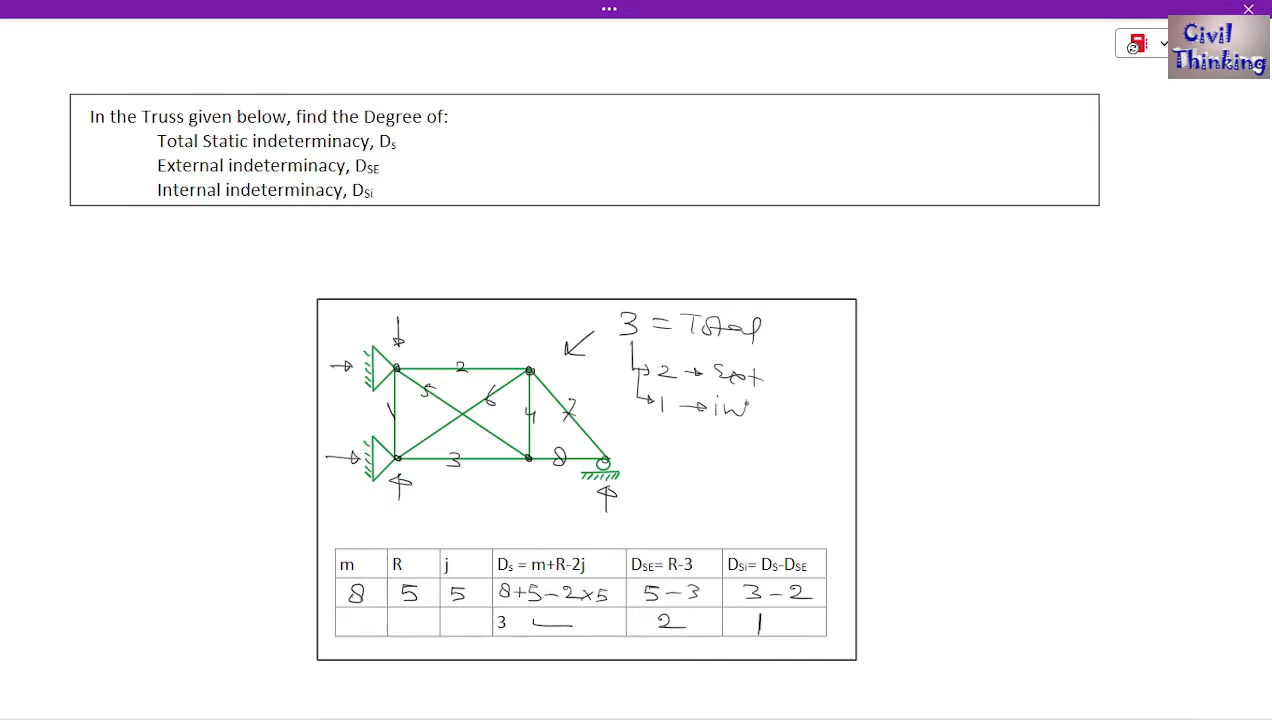 Civil
Thinking
In the Truss given below, find the Degree of:
Total Static indeterminacy, Ds
External indeterminacy, DSE
Internal indeterminacy, DSi
3 = Total
2 → Ext
1 → in
2
5
6
1
4
7
3
8
m R j Ds = m+R-2j DSE= R-3 DSi= DS-DSE
8 5 5 8+5-2×5 5-3 3-2
3 2 1